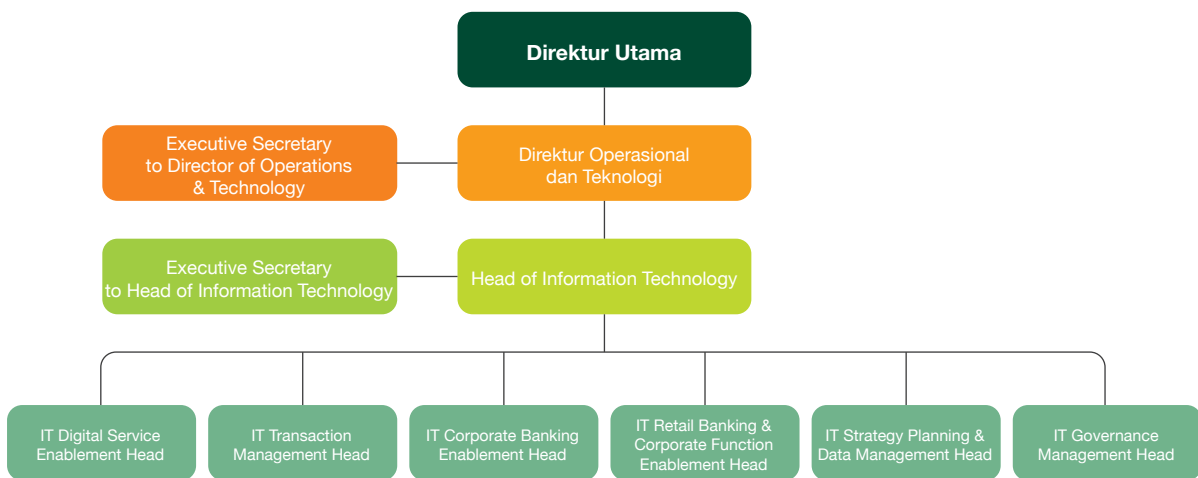 Direktur Utama
Executive Secretary
to Director of Operations
& Technology
Direktur Operasional
dan Teknologi
Executive Secretary
to Head of Information Technology
Head of Information Technology
IT Digital Service
Enablement Head
IT Transaction
Management Head
IT Corporate Banking
Enablement Head
IT Retail Banking &
Corporate Function
Enablement Head
IT Strategy Planning &
Data Management Head
IT Governance
Management Head